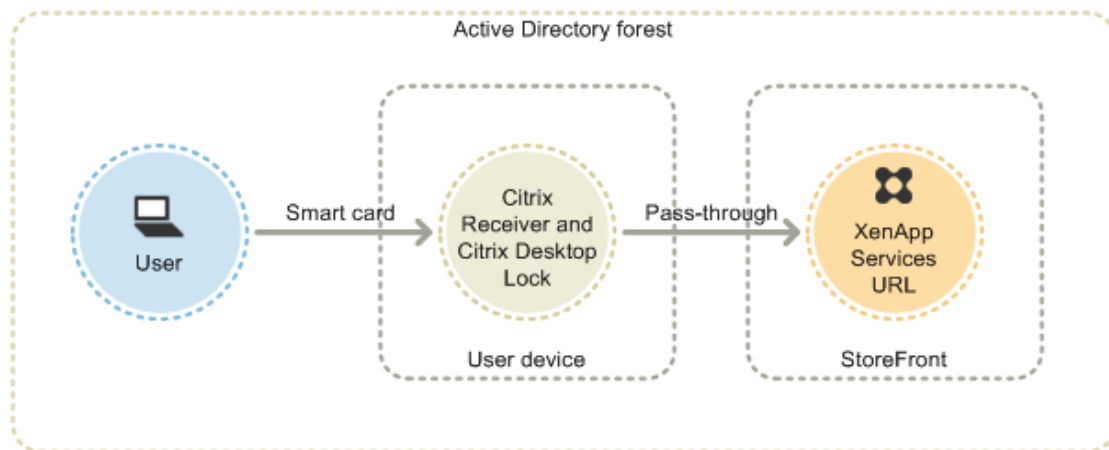 Active Directory forest
User
Smart card
Citrix
Receiver and
Citrix Desktop
Lock
User device
Pass-through
XenApp
Services
URL
StoreFront